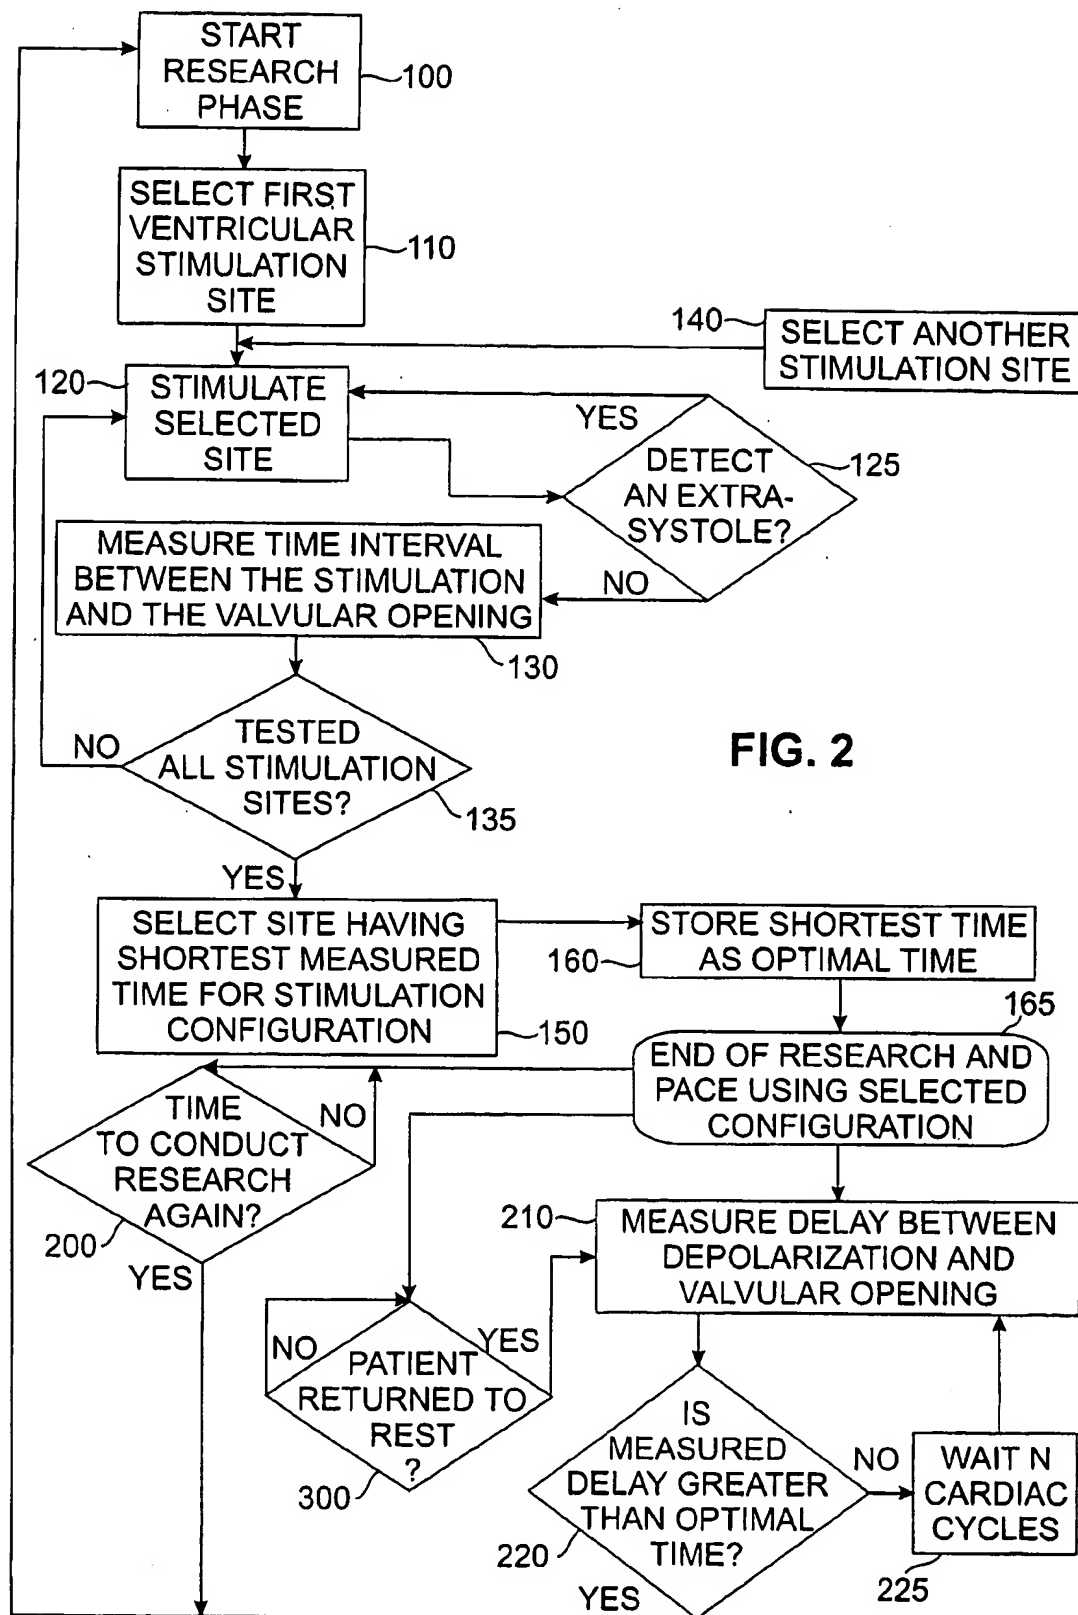 START
RESEARCH
PHASE
100
SELECT FIRST
VENTRICULAR
STIMULATION
SITE
110
140
SELECT ANOTHER
STIMULATION SITE
120
STIMULATE
SELECTED
SITE
YES
DETECT
AN EXTRA-
SYSTOLE?
125
NO
MEASURE TIME INTERVAL
BETWEEN THE STIMULATION
AND THE VALVULAR OPENING
130
TESTED
ALL STIMULATION
SITES?
NO
135
YES
FIG. 2
SELECT SITE HAVING
SHORTEST MEASURED
TIME FOR STIMULATION
CONFIGURATION
150
STORE SHORTEST TIME
AS OPTIMAL TIME
160
165
END OF RESEARCH AND
PACE USING SELECTED
CONFIGURATION
TIME
TO CONDUCT
RESEARCH
AGAIN?
NO
200
YES
210
MEASURE DELAY BETWEEN
DEPOLARIZATION AND
VALVULAR OPENING
NO
YES
PATIENT
RETURNED TO
REST
?
300
IS
MEASURED
DELAY GREATER
THAN OPTIMAL
TIME?
NO
220
YES
WAIT N
CARDIAC
CYCLES
225